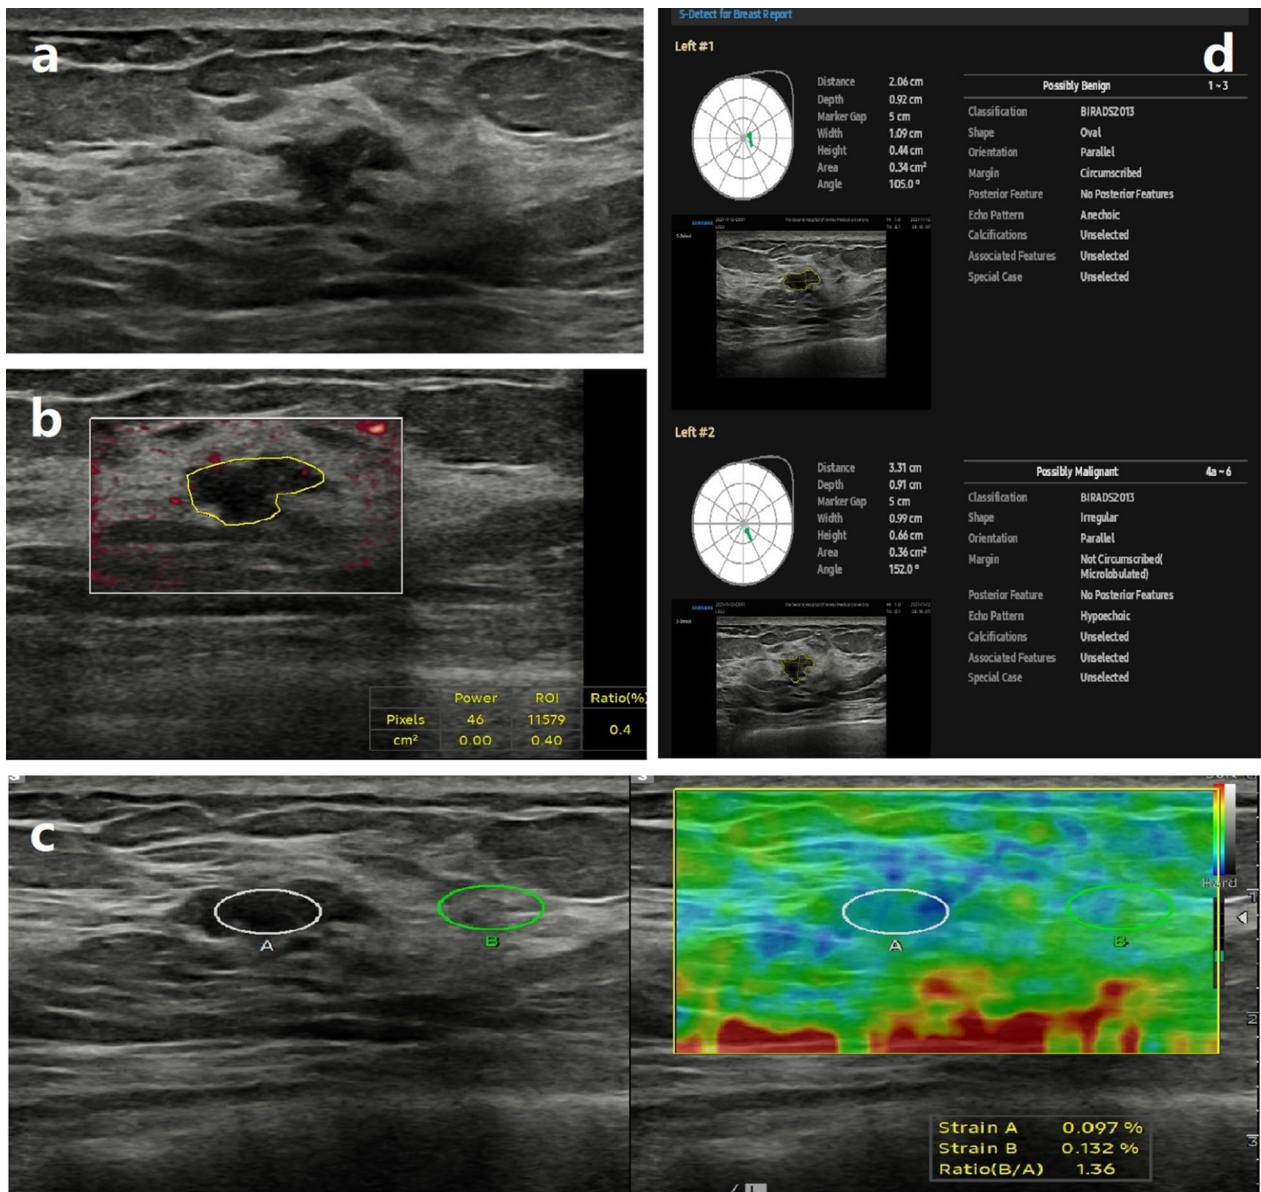 a
b
Power ROI Ratio(%)
Pixels 46 11579
0.4
cm² 0.00 0.40
d
S-Detect for Breast Report
Left #1
Distance 2.06 cm
Depth 0.92 cm
Marker Gap 5 cm
Width 1.09 cm
Height 0.44 cm
Area 0.34 cm²
Angle 105.0 °
Possibly Benign 1 ~ 3
Classification BIRADS2013
Shape Oval
Orientation Parallel
Margin Circumscribed
Posterior Feature No Posterior Features
Echo Pattern Anechoic
Calcifications Unselected
Associated Features Unselected
Special Case Unselected
Left #2
Distance 3.31 cm
Depth 0.91 cm
Marker Gap 5 cm
Width 0.99 cm
Height 0.66 cm
Area 0.36 cm²
Angle 152.0 °
Possibly Malignant 4a ~ 6
Classification BIRADS2013
Shape Irregular
Orientation Parallel
Margin Not Circumscribed(
Microlobulated)
Posterior Feature No Posterior Features
Echo Pattern Hypoechoic
Calcifications Unselected
Associated Features Unselected
Special Case Unselected
c
A
B
A
B
Hard
1
2
3
Strain A 0.097 %
Strain B 0.132 %
Ratio(B/A) 1.36